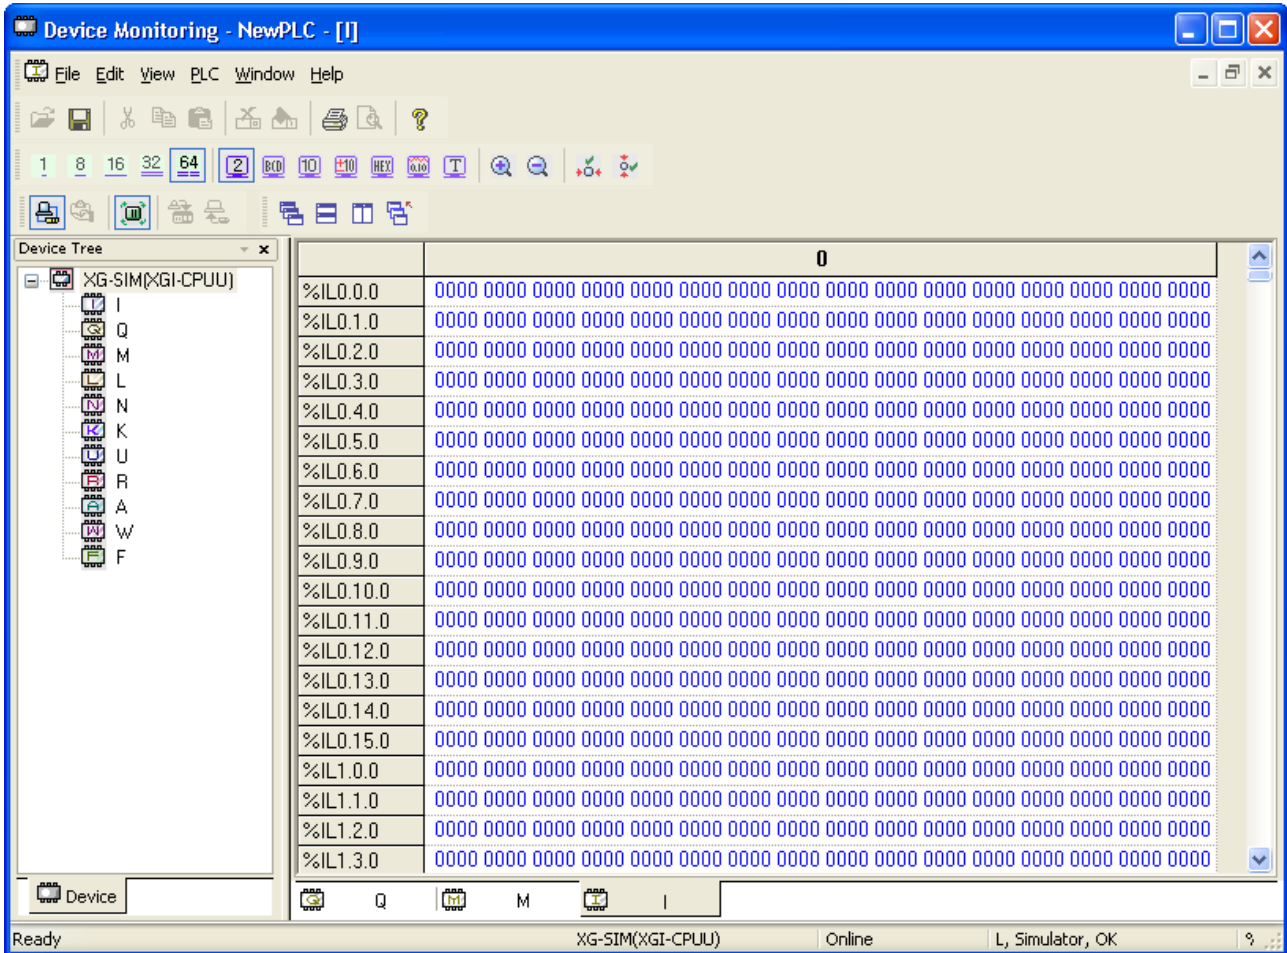 Device Monitoring - NewPLC - [I]
File Edit View PLC Window Help
1 8 16 32 64 2 BCD 10 ±10 HEX 0.10 T
Device Tree
XG-SIM(XGI-CPUU)
I
Q
M
L
N
K
U
R
A
W
F
Device
0
%IL0.0.0 0000 0000 0000 0000 0000 0000 0000 0000 0000 0000 0000 0000 0000 0000 0000 0000
%IL0.1.0 0000 0000 0000 0000 0000 0000 0000 0000 0000 0000 0000 0000 0000 0000 0000 0000
%IL0.2.0 0000 0000 0000 0000 0000 0000 0000 0000 0000 0000 0000 0000 0000 0000 0000 0000
%IL0.3.0 0000 0000 0000 0000 0000 0000 0000 0000 0000 0000 0000 0000 0000 0000 0000 0000
%IL0.4.0 0000 0000 0000 0000 0000 0000 0000 0000 0000 0000 0000 0000 0000 0000 0000 0000
%IL0.5.0 0000 0000 0000 0000 0000 0000 0000 0000 0000 0000 0000 0000 0000 0000 0000 0000
%IL0.6.0 0000 0000 0000 0000 0000 0000 0000 0000 0000 0000 0000 0000 0000 0000 0000 0000
%IL0.7.0 0000 0000 0000 0000 0000 0000 0000 0000 0000 0000 0000 0000 0000 0000 0000 0000
%IL0.8.0 0000 0000 0000 0000 0000 0000 0000 0000 0000 0000 0000 0000 0000 0000 0000 0000
%IL0.9.0 0000 0000 0000 0000 0000 0000 0000 0000 0000 0000 0000 0000 0000 0000 0000 0000
%IL0.10.0 0000 0000 0000 0000 0000 0000 0000 0000 0000 0000 0000 0000 0000 0000 0000 0000
%IL0.11.0 0000 0000 0000 0000 0000 0000 0000 0000 0000 0000 0000 0000 0000 0000 0000 0000
%IL0.12.0 0000 0000 0000 0000 0000 0000 0000 0000 0000 0000 0000 0000 0000 0000 0000 0000
%IL0.13.0 0000 0000 0000 0000 0000 0000 0000 0000 0000 0000 0000 0000 0000 0000 0000 0000
%IL0.14.0 0000 0000 0000 0000 0000 0000 0000 0000 0000 0000 0000 0000 0000 0000 0000 0000
%IL0.15.0 0000 0000 0000 0000 0000 0000 0000 0000 0000 0000 0000 0000 0000 0000 0000 0000
%IL1.0.0 0000 0000 0000 0000 0000 0000 0000 0000 0000 0000 0000 0000 0000 0000 0000 0000
%IL1.1.0 0000 0000 0000 0000 0000 0000 0000 0000 0000 0000 0000 0000 0000 0000 0000 0000
%IL1.2.0 0000 0000 0000 0000 0000 0000 0000 0000 0000 0000 0000 0000 0000 0000 0000 0000
%IL1.3.0 0000 0000 0000 0000 0000 0000 0000 0000 0000 0000 0000 0000 0000 0000 0000 0000
Q M I
Ready XG-SIM(XGI-CPUU) Online L, Simulator, OK